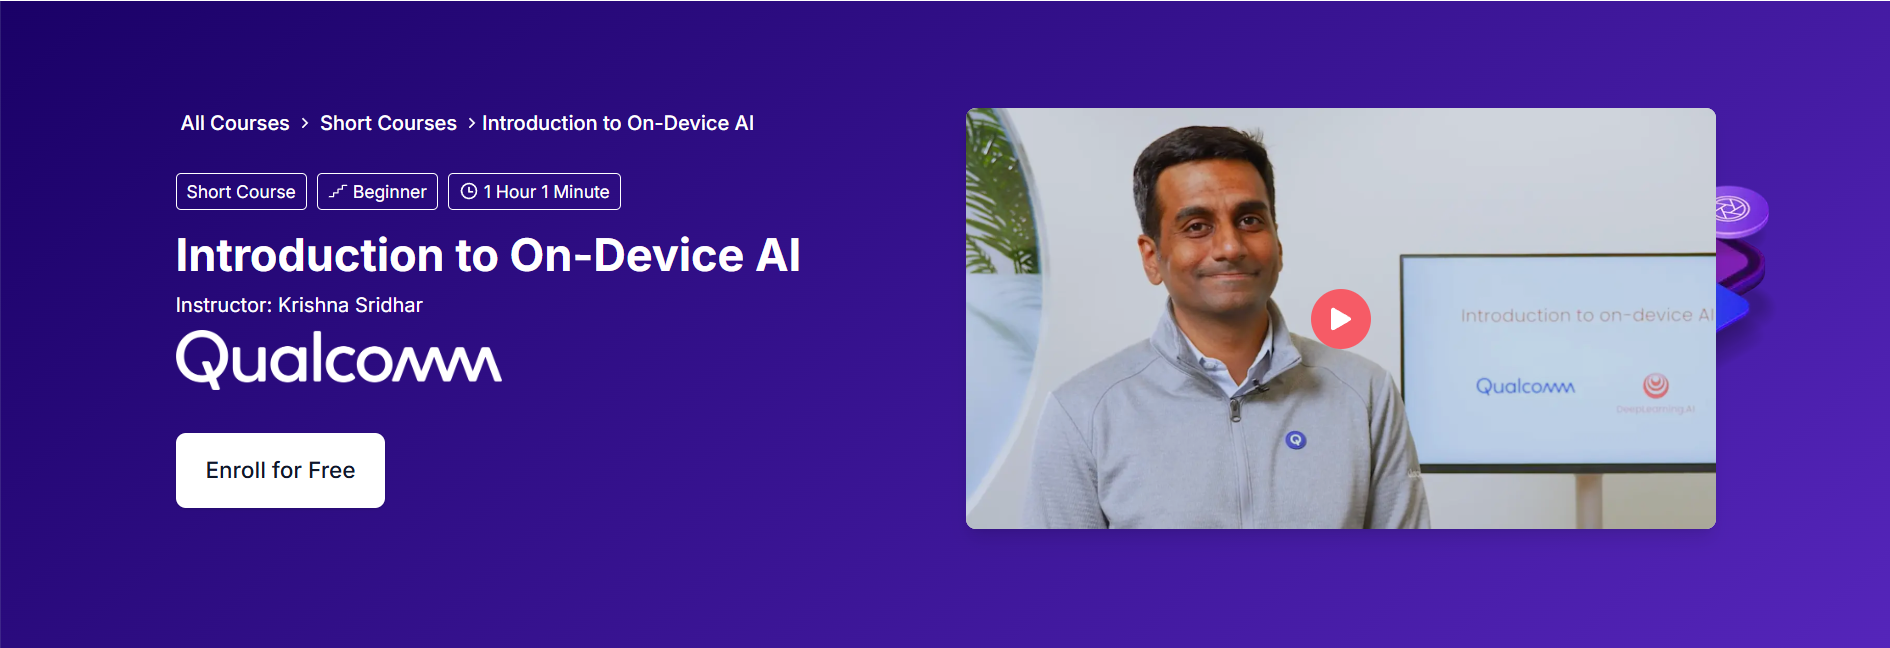 All Courses > Short Courses > Introduction to On-Device AI
Short Course Beginner 1 Hour 1 Minute
Introduction to On-Device AI
Instructor: Krishna Sridhar
Qualcomm
Enroll for Free
Introduction to on-device AI
Qualcomm
DeepLearning.AI
Q